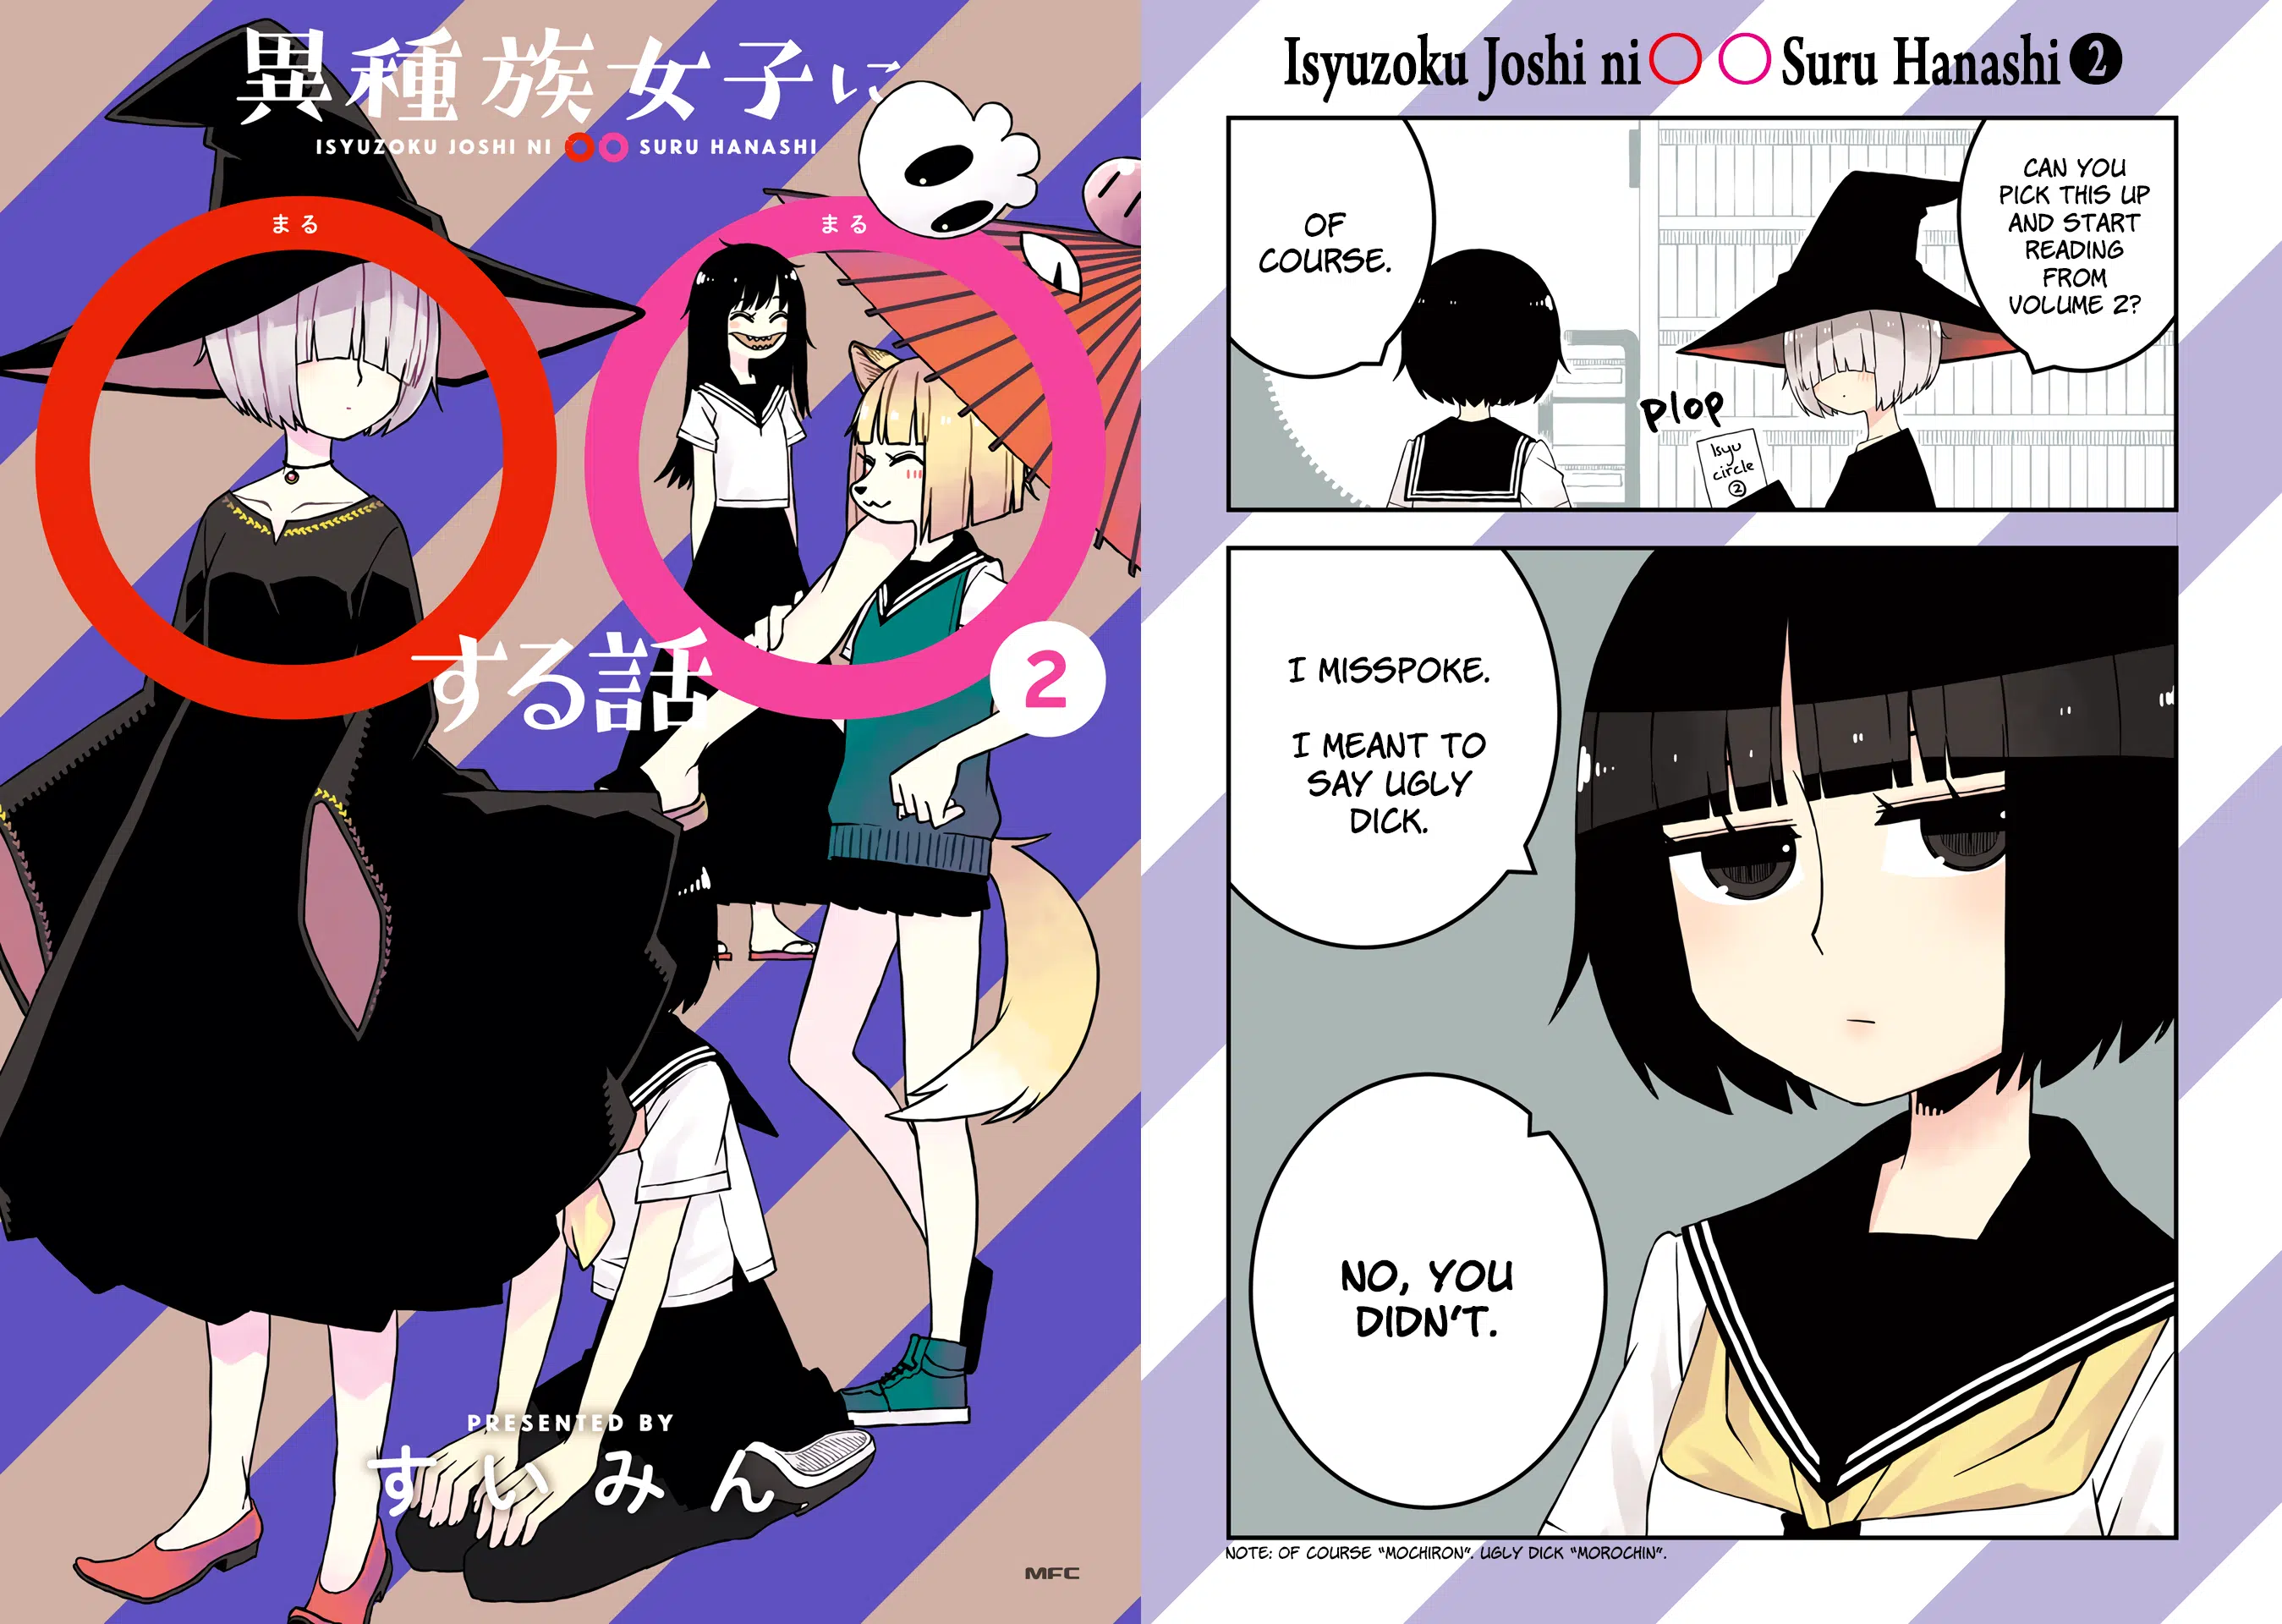 異種族女子に
ISYUZOKU JOSHI NI ○○ SURU HANASHI
まる
まる
する話
2
PRESENTED BY
すいみん
MFC
Isyuzoku Joshi ni ○○ Suru Hanashi 2
CAN YOU
PICK THIS UP
AND START
READING
FROM
VOLUME 2?
OF
COURSE.
PLOP
Isyu
circle
②
I MISSPOKE.
I MEANT TO
SAY UGLY
DICK.
NO, YOU
DIDN'T.
NOTE: OF COURSE "MOCHIRON". UGLY DICK "MOROCHIN".